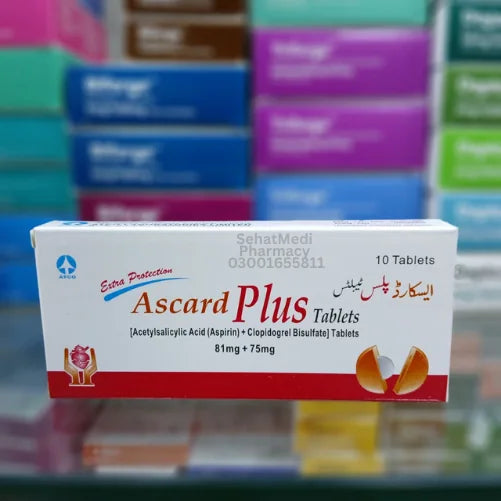 SehatMedi
Pharmacy
03001655811
10 Tablets
ATCO
Extra Protection
Ascard Plus Tablets
ایسکارڈ پلس ٹیبلٹس
[Acetylsalicylic Acid (Aspirin) + Clopidogrel Bisulfate] Tablets
81mg + 75mg